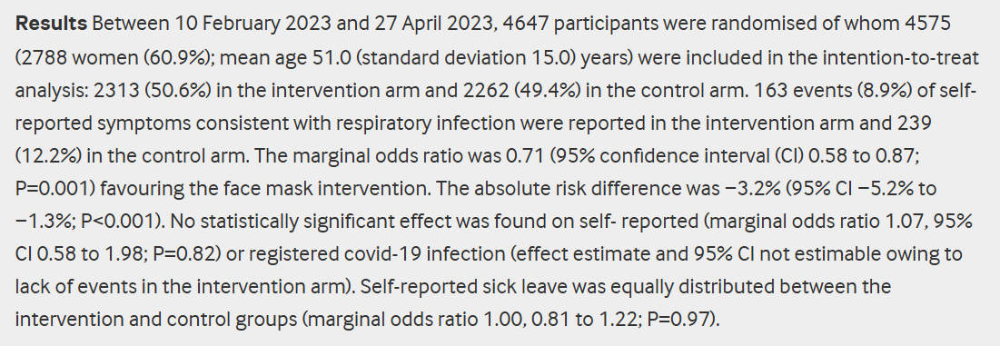 Results Between 10 February 2023 and 27 April 2023, 4647 participants were randomised of whom 4575
(2788 women (60.9%); mean age 51.0 (standard deviation 15.0) years) were included in the intention-to-treat
analysis: 2313 (50.6%) in the intervention arm and 2262 (49.4%) in the control arm. 163 events (8.9%) of self-
reported symptoms consistent with respiratory infection were reported in the intervention arm and 239
(12.2%) in the control arm. The marginal odds ratio was 0.71 (95% confidence interval (CI) 0.58 to 0.87;
P=0.001) favouring the face mask intervention. The absolute risk difference was −3.2% (95% CI −5.2% to
−1.3%; P<0.001). No statistically significant effect was found on self- reported (marginal odds ratio 1.07, 95%
CI 0.58 to 1.98; P=0.82) or registered covid-19 infection (effect estimate and 95% CI not estimable owing to
lack of events in the intervention arm). Self-reported sick leave was equally distributed between the
intervention and control groups (marginal odds ratio 1.00, 0.81 to 1.22; P=0.97).